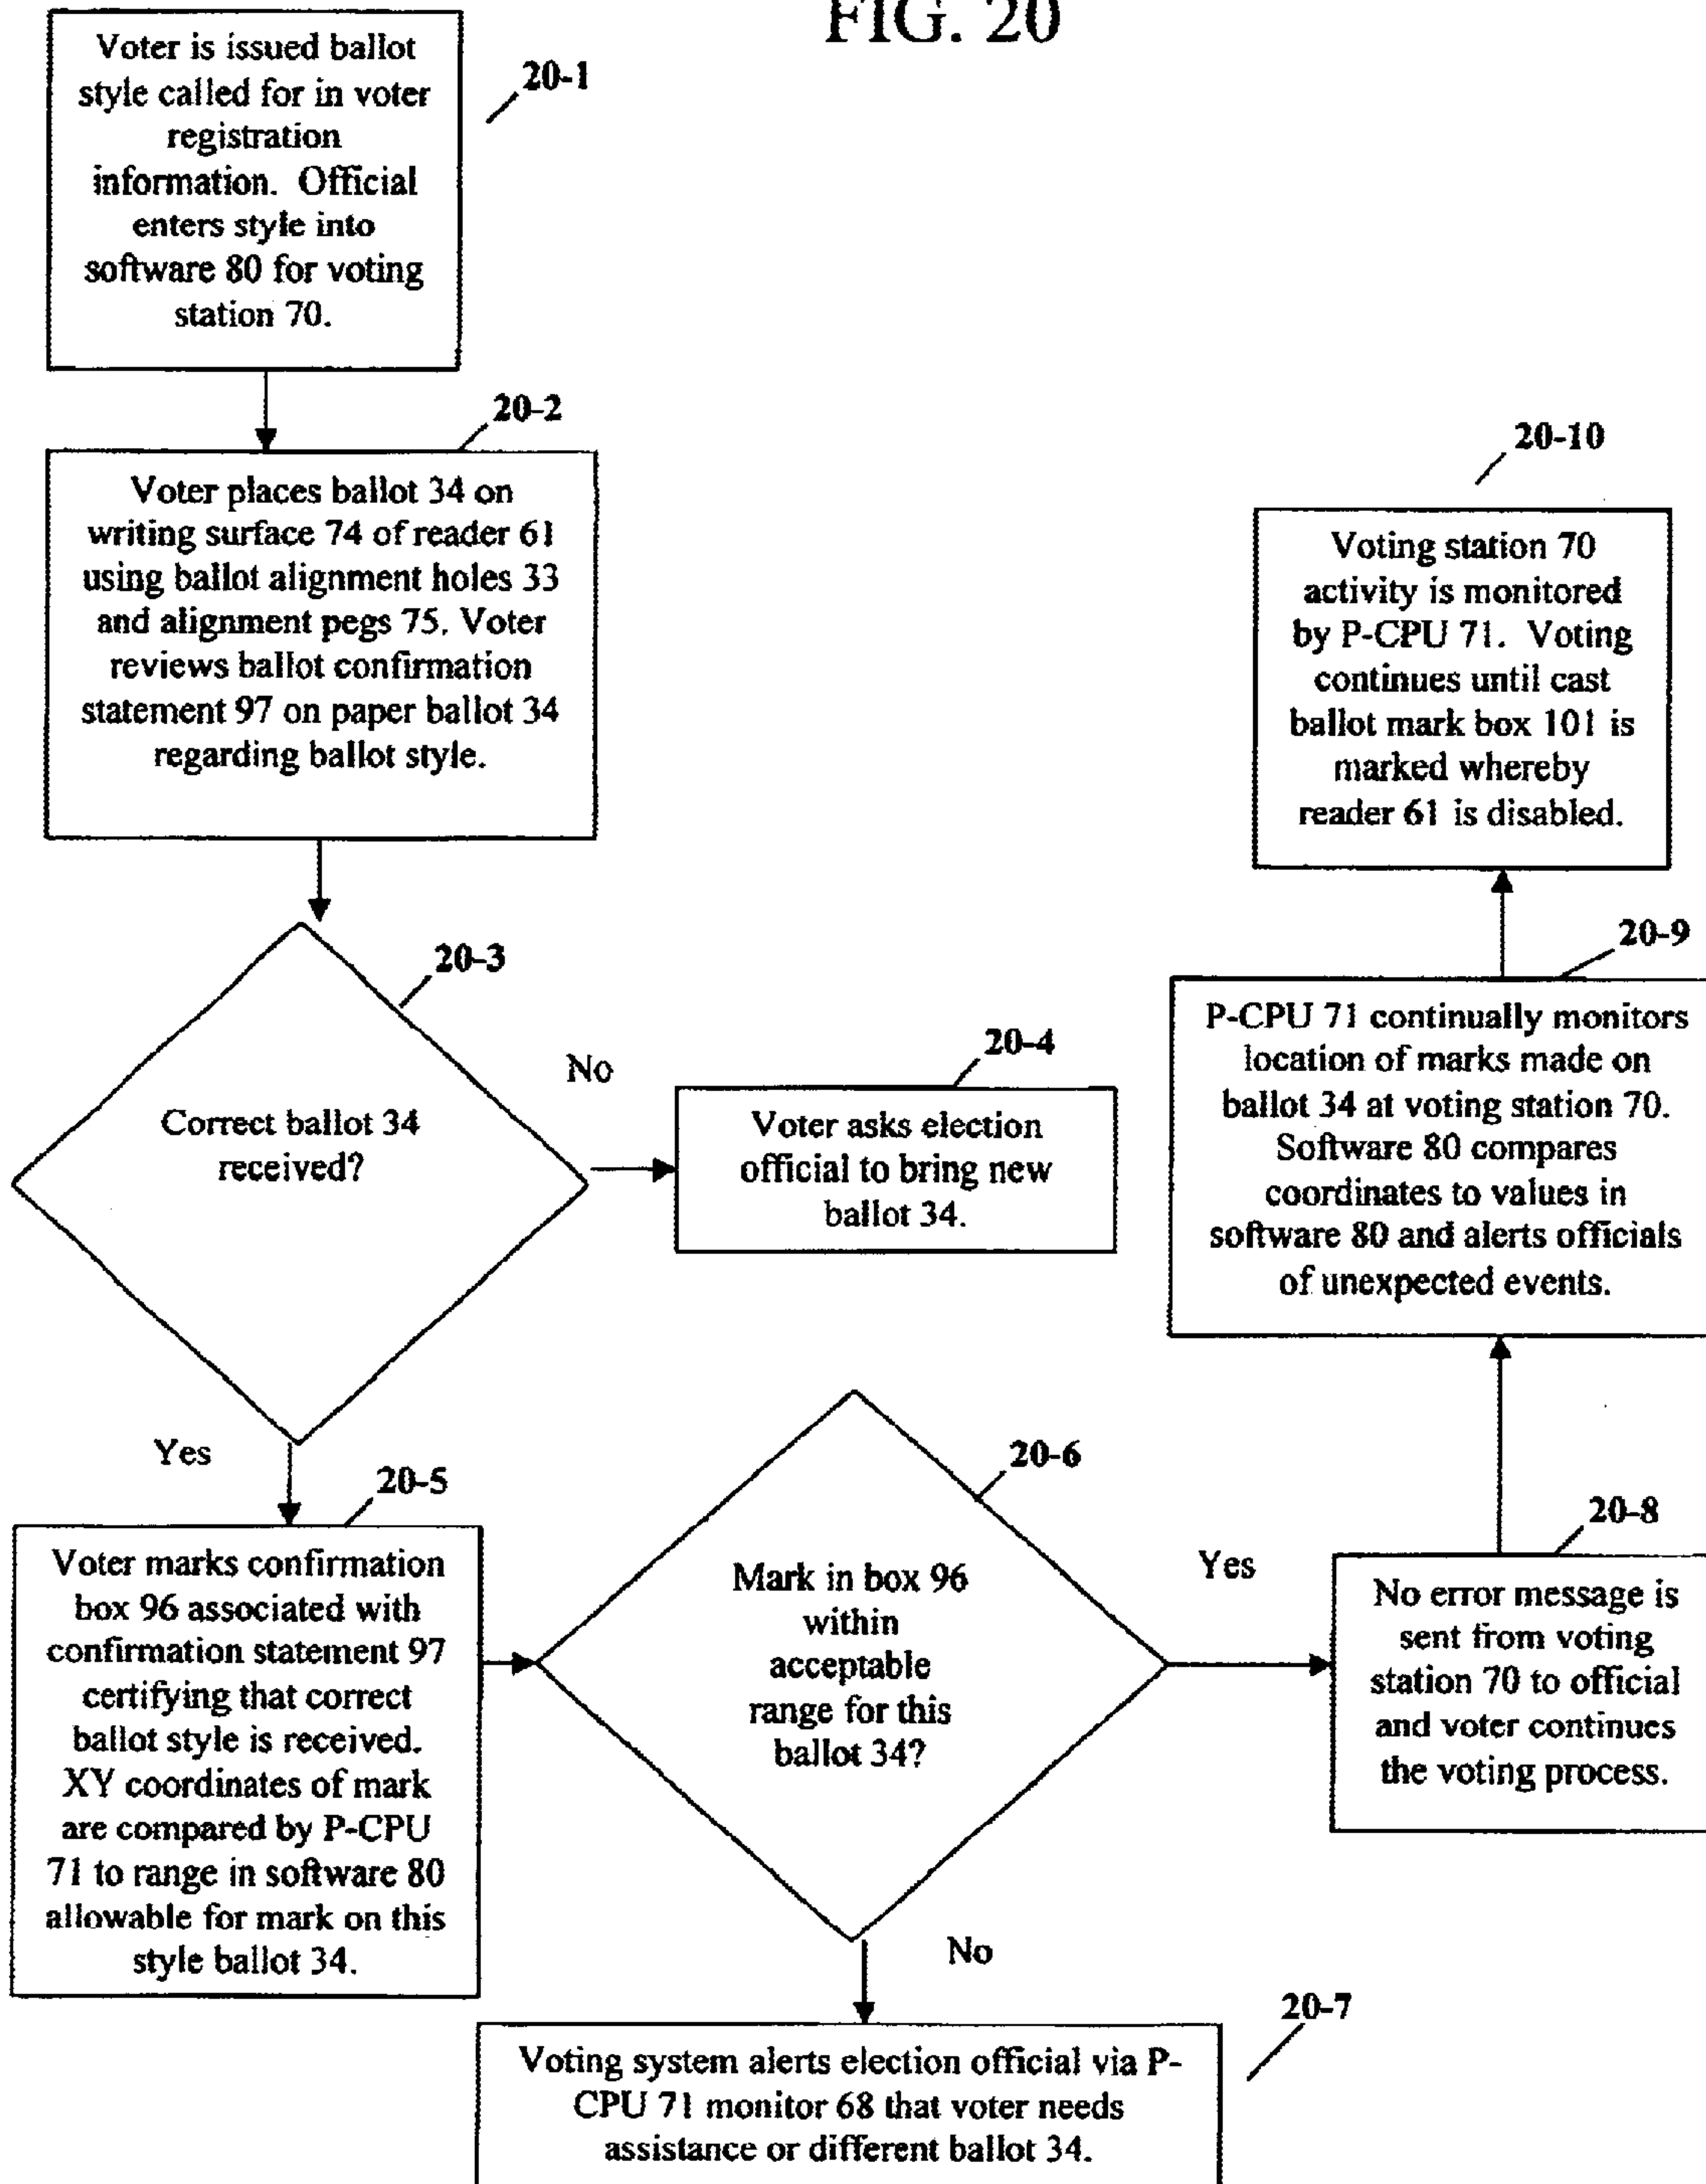 FIG. 20
Voter is issued ballot
style called for in voter
registration
information. Official
enters style into
software 80 for voting
station 70.
20-1
20-2
Voter places ballot 34 on
writing surface 74 of reader 61
using ballot alignment holes 33
and alignment pegs 75. Voter
reviews ballot confirmation
statement 97 on paper ballot 34
regarding ballot style.
20-3
Correct ballot 34
received?
No
20-4
Voter asks election
official to bring new
ballot 34.
Yes
20-5
Voter marks confirmation
box 96 associated with
confirmation statement 97
certifying that correct
ballot style is received.
XY coordinates of mark
are compared by P-CPU
71 to range in software 80
allowable for mark on this
style ballot 34.
20-6
Mark in box 96
within
acceptable
range for this
ballot 34?
No
20-7
Voting system alerts election official via P-
CPU 71 monitor 68 that voter needs
assistance or different ballot 34.
Yes
20-8
No error message is
sent from voting
station 70 to official
and voter continues
the voting process.
20-9
P-CPU 71 continually monitors
location of marks made on
ballot 34 at voting station 70.
Software 80 compares
coordinates to values in
software 80 and alerts officials
of unexpected events.
20-10
Voting station 70
activity is monitored
by P-CPU 71. Voting
continues until cast
ballot mark box 101 is
marked whereby
reader 61 is disabled.